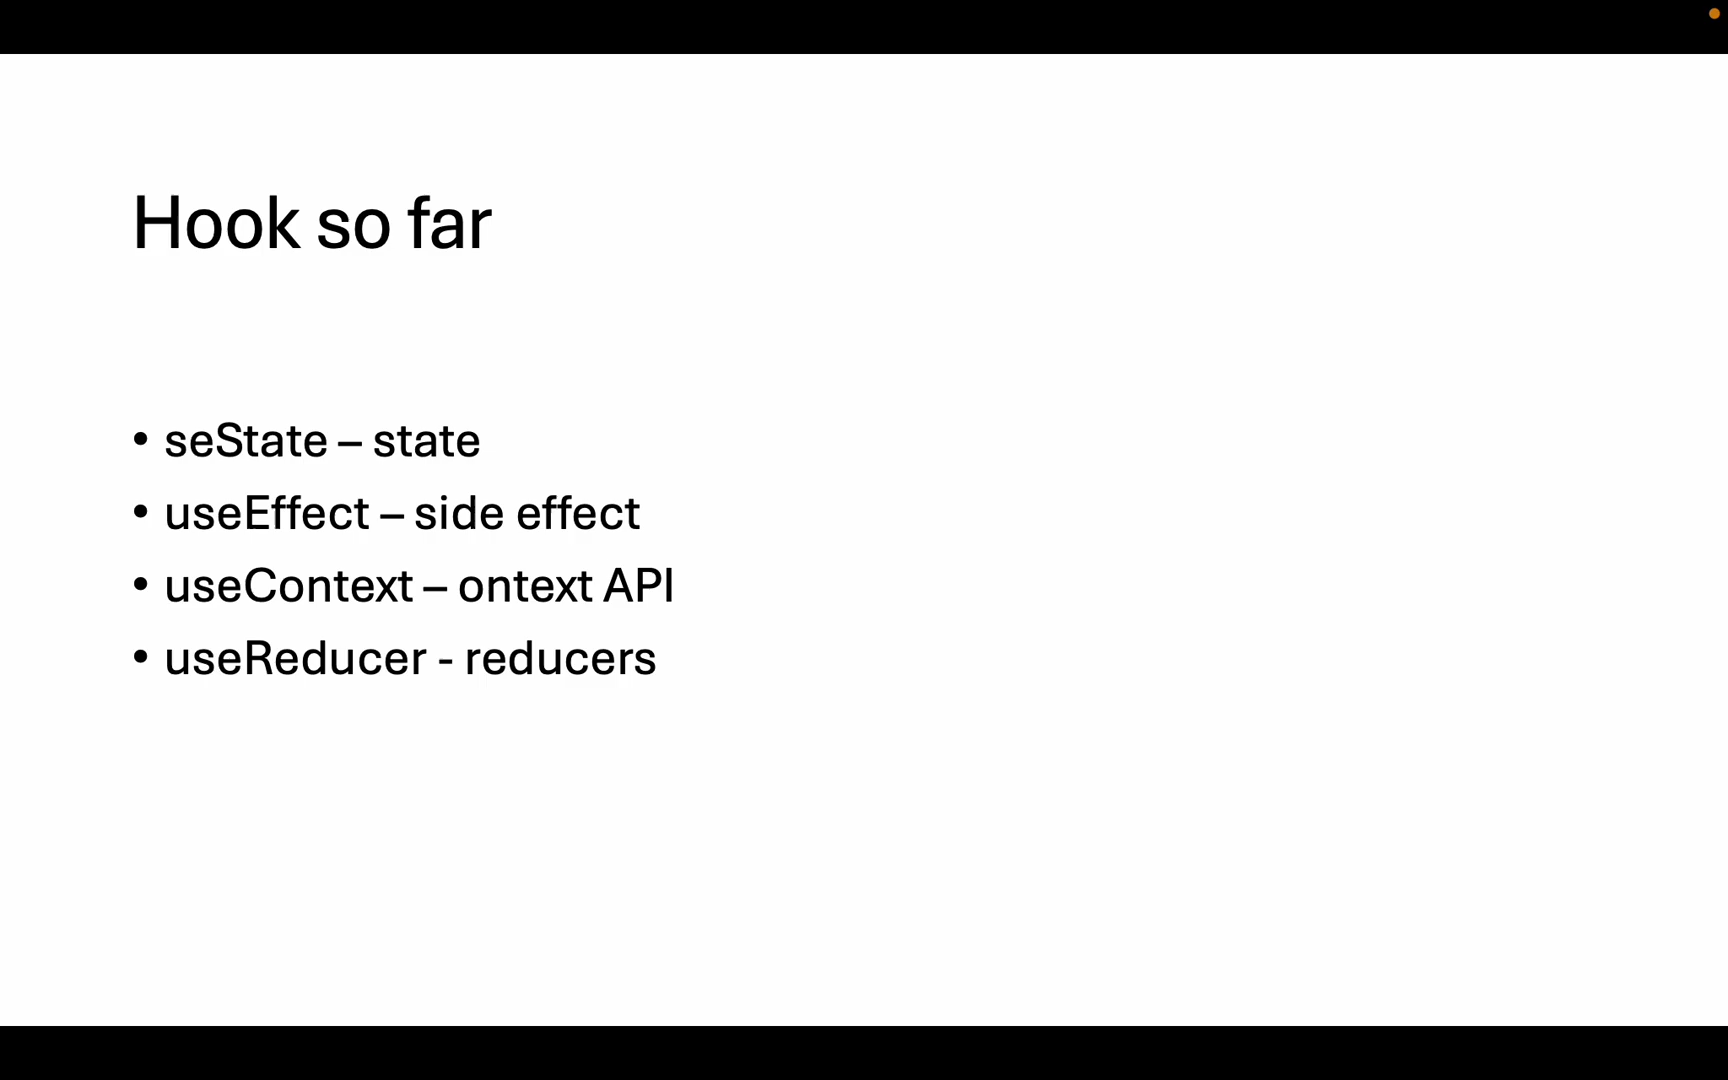 Hook so far
• seState – state
• useEffect – side effect
• useContext – ontext API
• useReducer - reducers